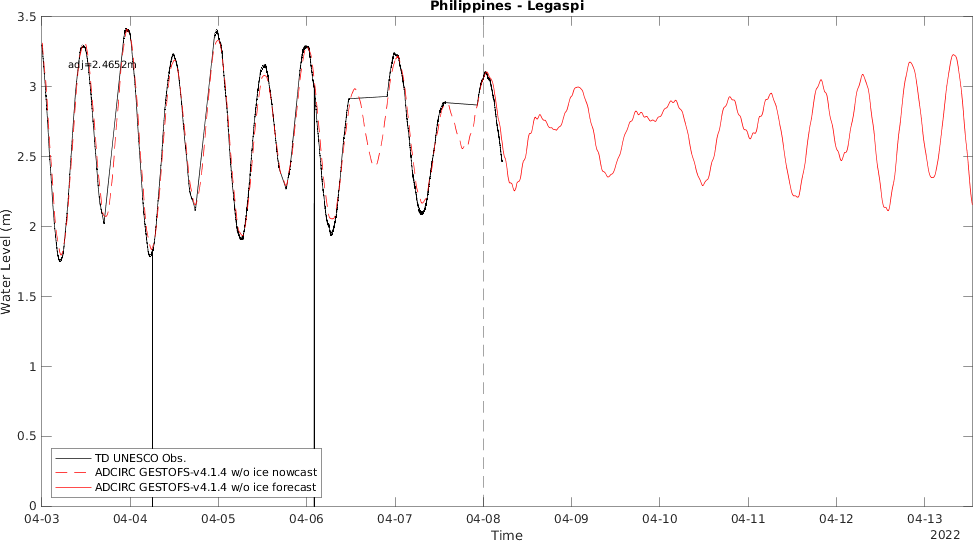 Philippines - Legaspi
3.5
adj=2.4652m
3
2.5
2
1.5
1
0.5
0
Water Level (m)
TD UNESCO Obs.
ADCIRC GESTOFS-v4.1.4 w/o ice nowcast
ADCIRC GESTOFS-v4.1.4 w/o ice forecast
04-03 04-04 04-05 04-06 04-07 04-08 04-09 04-10 04-11 04-12 04-13
Time
2022